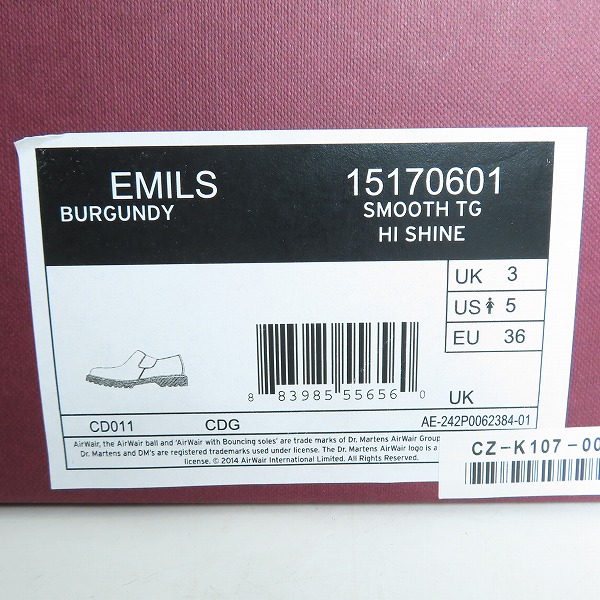 EMILS 15170601
BURGUNDY SMOOTH TG
HI SHINE
UK 3
US 5
EU 36
8 83985 55656 0
UK
CD011 CDG AE-242P0062384-01
AirWair, the AirWair ball and 'AirWair with Bouncing soles' are trade marks of Dr. Martens AirWair Group
Dr. Martens and DM's are registered trademarks used under license. The Dr. Martens AirWair logo is a
license. © 2014 AirWair International Limited. All Rights Reserved.
CZ-K107-00